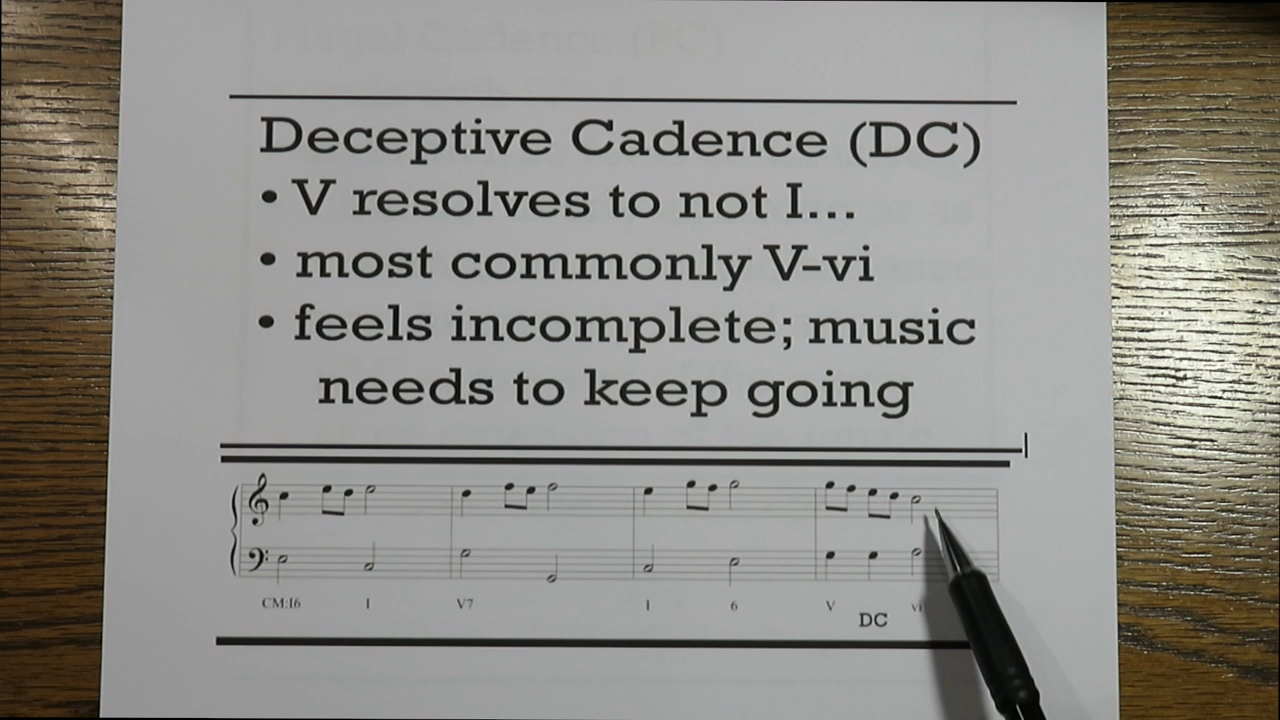 Deceptive Cadence (DC)
• V resolves to not I...
• most commonly V-vi
• feels incomplete; music
needs to keep going
CM:I6 I V7 I 6 V vi
DC